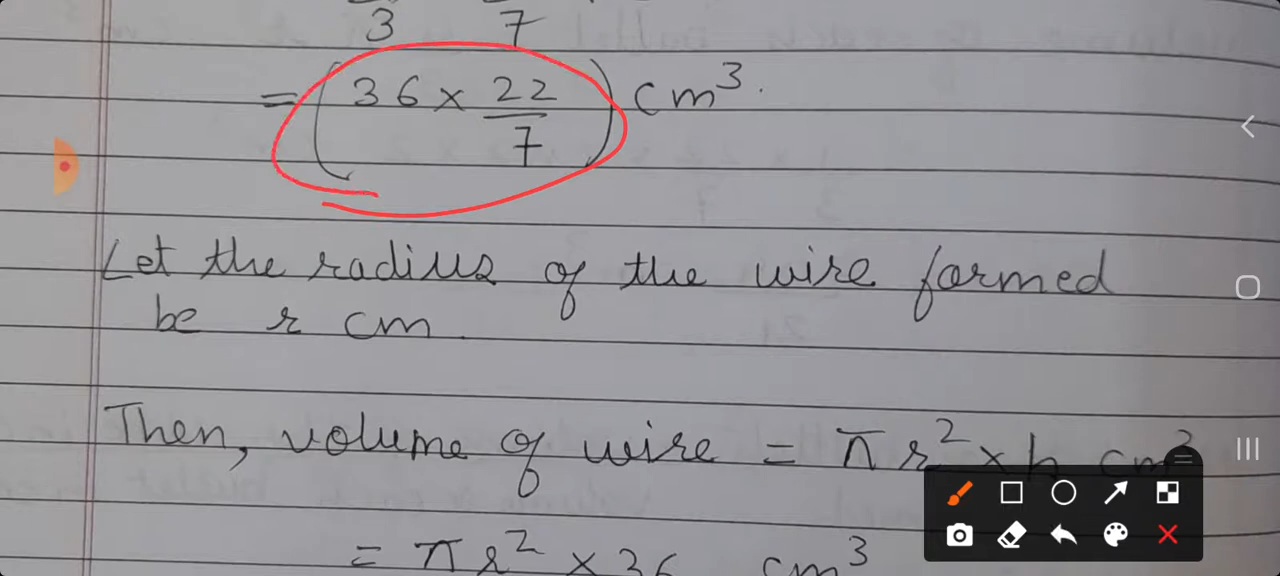 3 7
= (36 × 22/7) cm³.
Let the radius of the wire formed
be r cm.
Then, volume of wire = πr² × h cm³
= πr² × 36 cm³